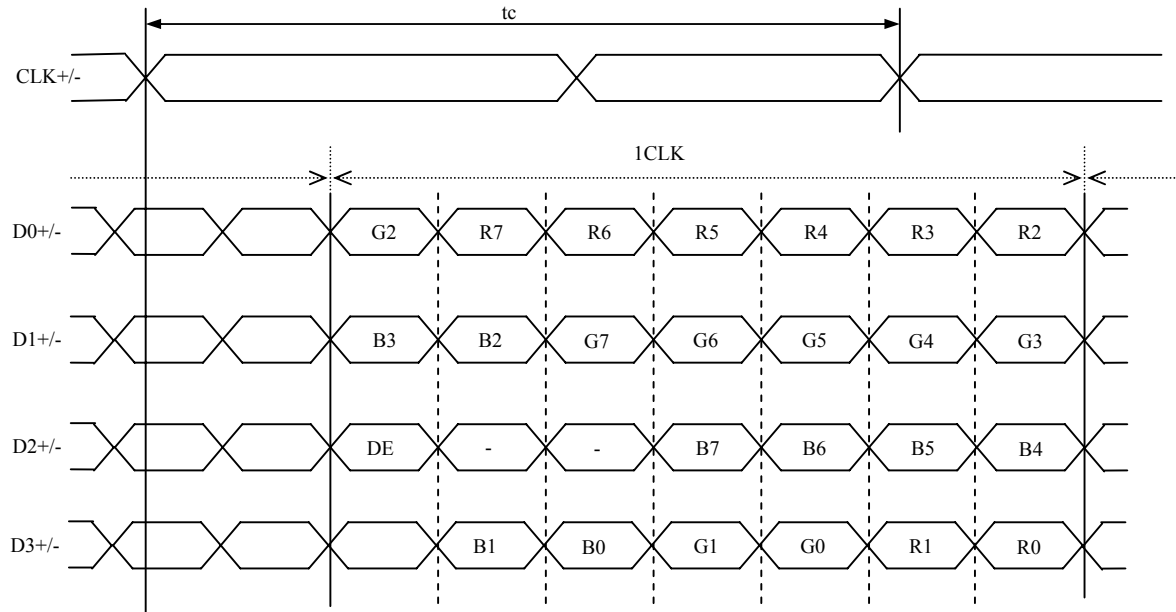 tc
CLK+/-
1CLK
D0+/- G2 R7 R6 R5 R4 R3 R2
D1+/- B3 B2 G7 G6 G5 G4 G3
D2+/- DE - - B7 B6 B5 B4
D3+/- B1 B0 G1 G0 R1 R0